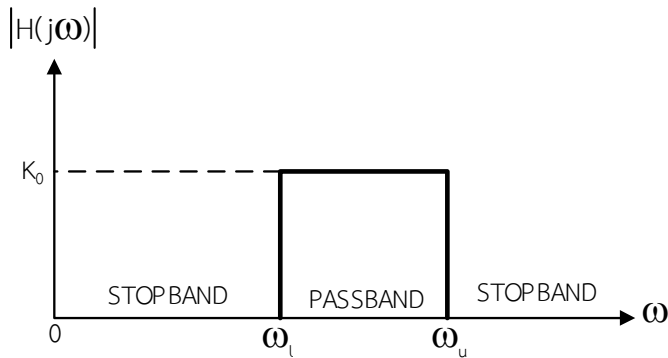 |H(jω)|
K₀
STOPBAND
PASSBAND
STOPBAND
0
ωₗ
ωᵤ
ω